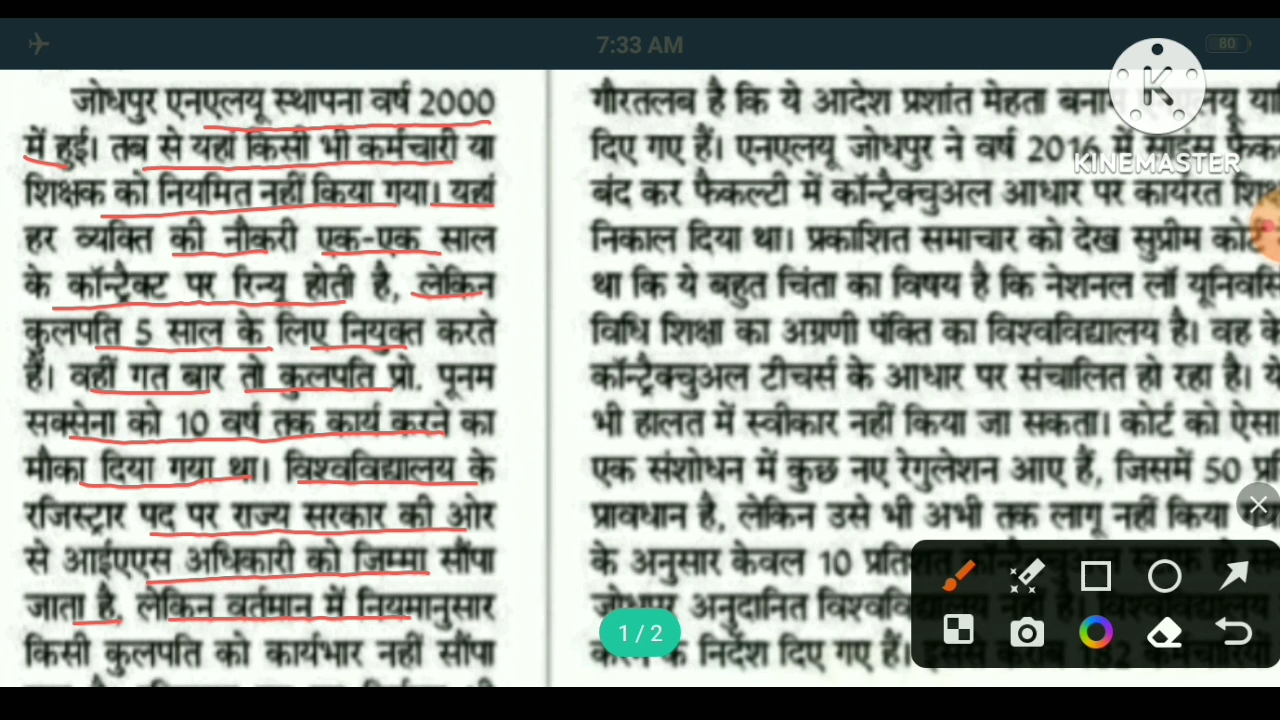 7:33 AM
80
KINEMASTER
जोधपुर एनएलयू स्थापना वर्ष 2000
में हुई। तब से यहां किसी भी कर्मचारी या
शिक्षक को नियमित नहीं किया गया। यहां
हर व्यक्ति की नौकरी एक-एक साल
के कॉन्ट्रैक्ट पर रिन्यू होती है, लेकिन
कुलपति 5 साल के लिए नियुक्त करते
हैं। वहीं गत बार तो कुलपति प्रो. पूनम
सक्सेना को 10 वर्ष तक कार्य करने का
मौका दिया गया था। विश्वविद्यालय के
रजिस्ट्रार पद पर राज्य सरकार की ओर
से आईएएस अधिकारी को जिम्मा सौंपा
जाता है, लेकिन वर्तमान में नियमानुसार
किसी कुलपति को कार्यभार नहीं सौंपा
गौरतलब है कि ये आदेश प्रशांत मेहता बनाम
दिए गए हैं। एनएलयू जोधपुर ने वर्ष 2016 में
बंद कर फैकल्टी में कॉन्ट्रैक्चुअल आधार पर कार्यरत
निकाल दिया था। प्रकाशित समाचार को देख सुप्रीम कोर्ट
था कि ये बहुत चिंता का विषय है कि नेशनल लॉ
विधि शिक्षा का अग्रणी पंक्ति का विश्वविद्यालय है। वह
कॉन्ट्रैक्चुअल टीचर्स के आधार पर संचालित हो रहा है।
भी हालत में स्वीकार नहीं किया जा सकता। कोर्ट को ऐसा
एक संशोधन में कुछ नए रेगुलेशन आए हैं, जिसमें 50
प्रावधान है, लेकिन उसे भी अभी तक लागू नहीं किया
के अनुसार केवल 10
जोधपुर अनुदानित
के निर्देश दिए गए हैं।
1 / 2